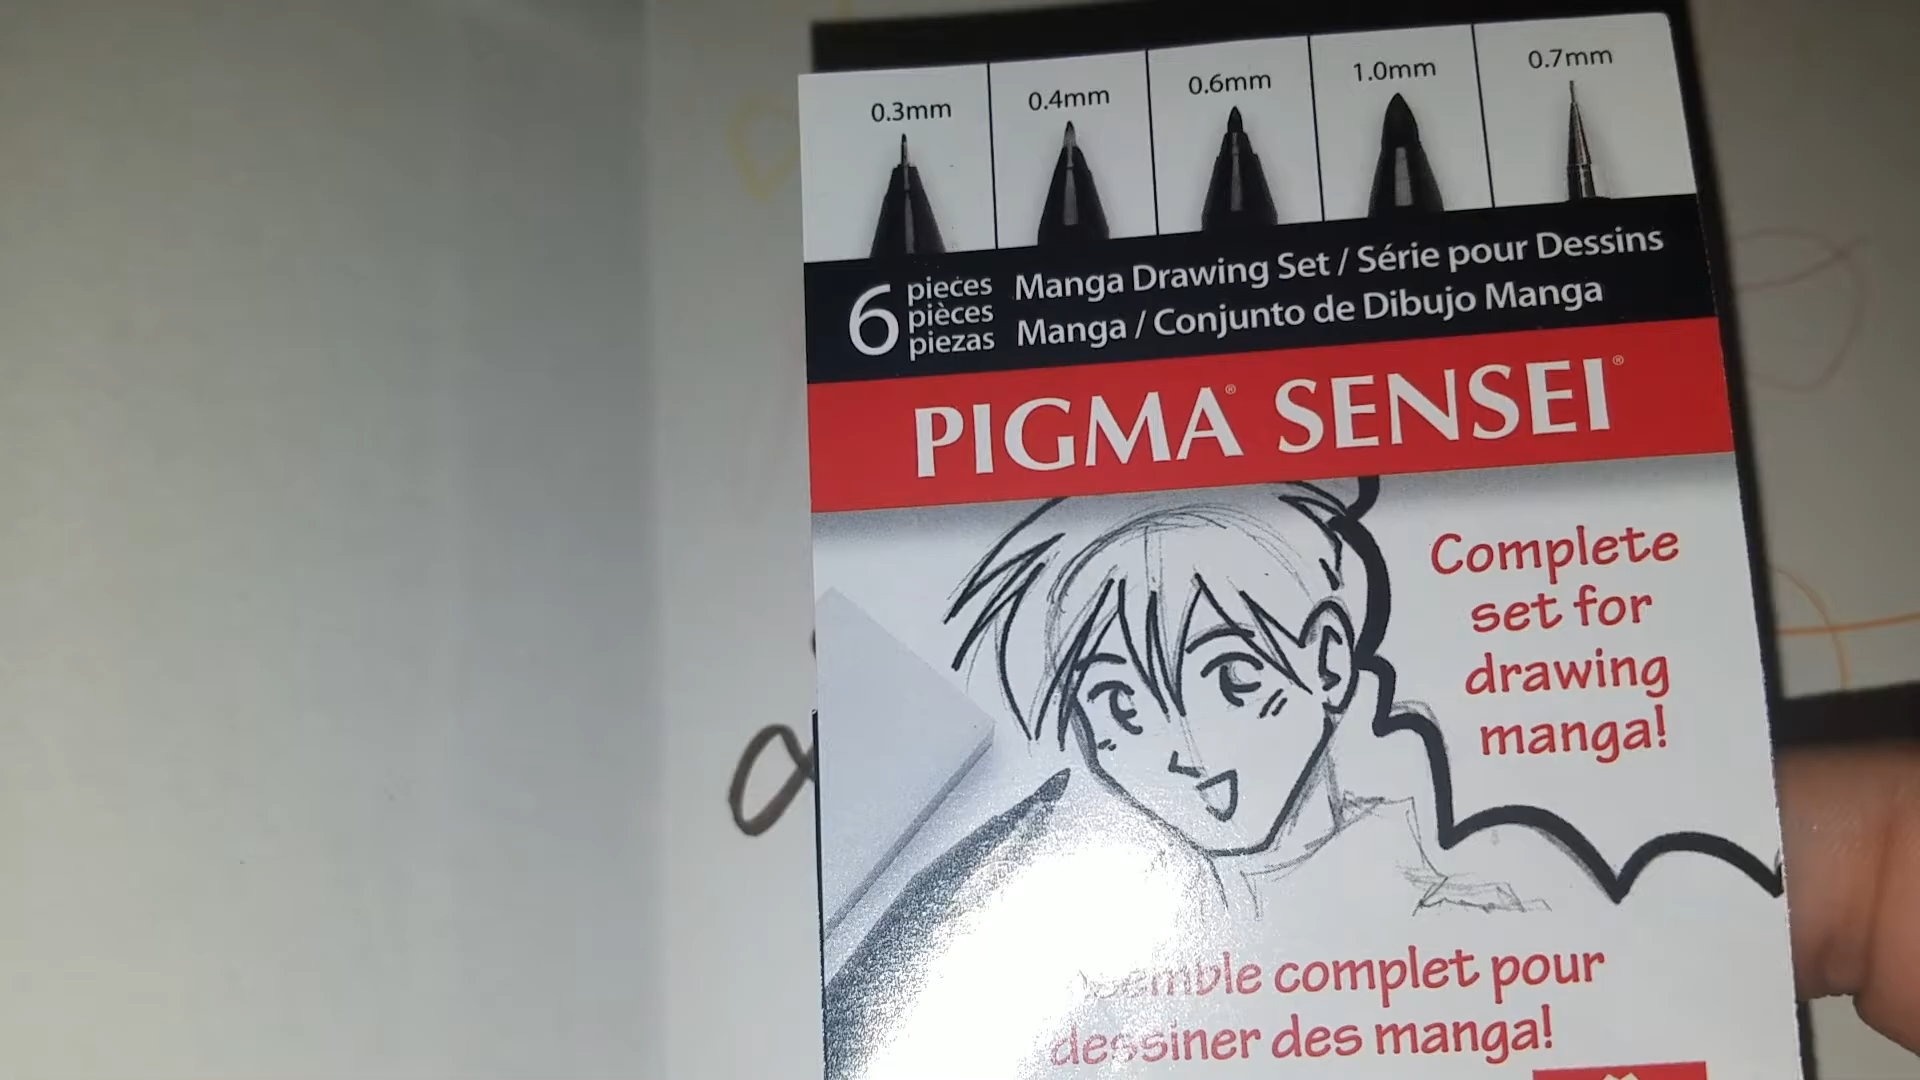 0.3mm 0.4mm 0.6mm 1.0mm 0.7mm
6 pieces
pièces
piezas
Manga Drawing Set / Série pour Dessins
Manga / Conjunto de Dibujo Manga
PIGMA® SENSEI®
Complete
set for
drawing
manga!
complet pour
dessiner des manga!